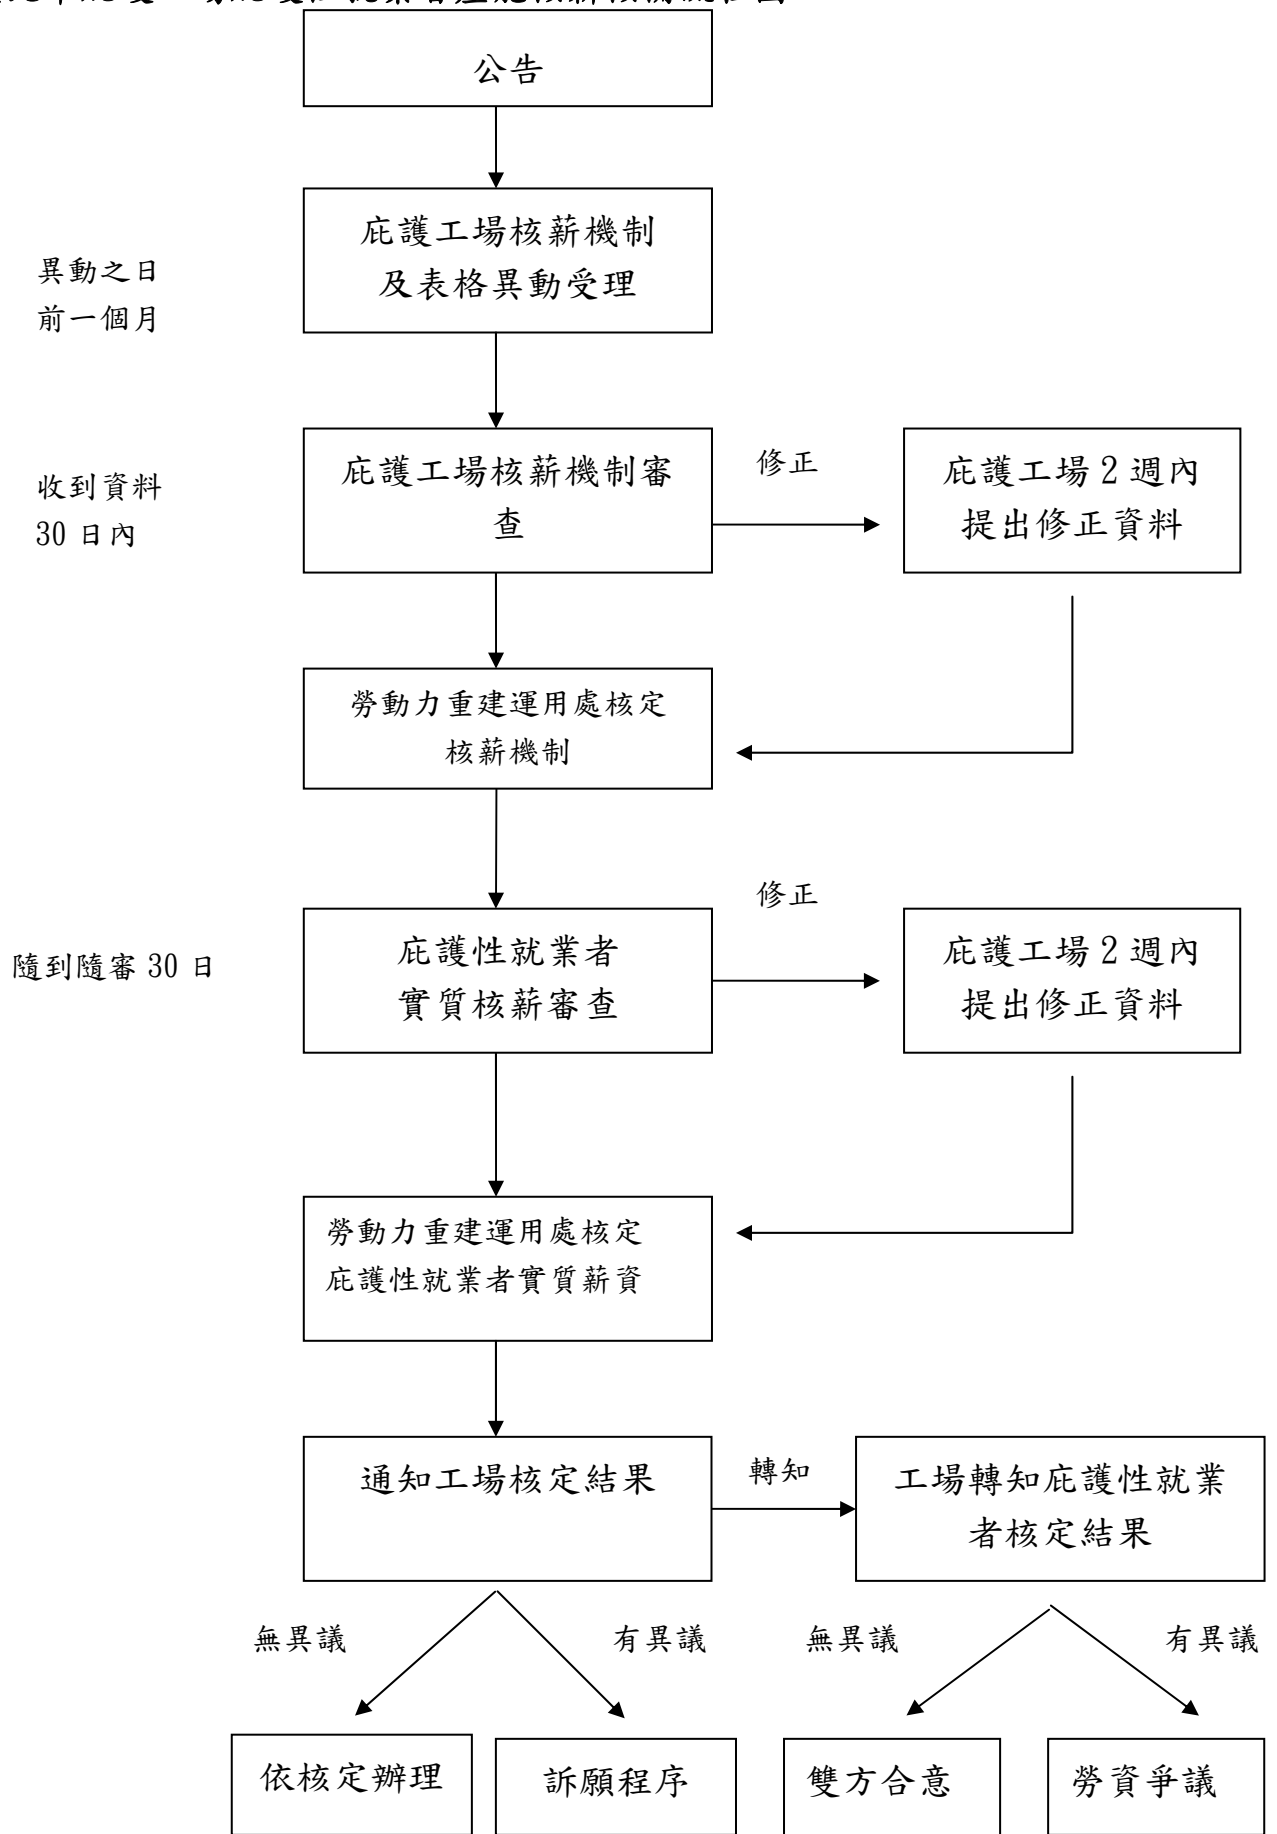 公告
庇護工場核薪機制
及表格異動受理
異動之日
前一個月
庇護工場核薪機制審
查
修正
庇護工場2週內
提出修正資料
收到資料
30日內
勞動力重建運用處核定
核薪機制
修正
庇護性就業者
實質核薪審查
庇護工場2週內
提出修正資料
隨到隨審30日
勞動力重建運用處核定
庇護性就業者實質薪資
通知工場核定結果
轉知
工場轉知庇護性就業
者核定結果
無異議
有異議
無異議
有異議
依核定辦理
訴願程序
雙方合意
勞資爭議